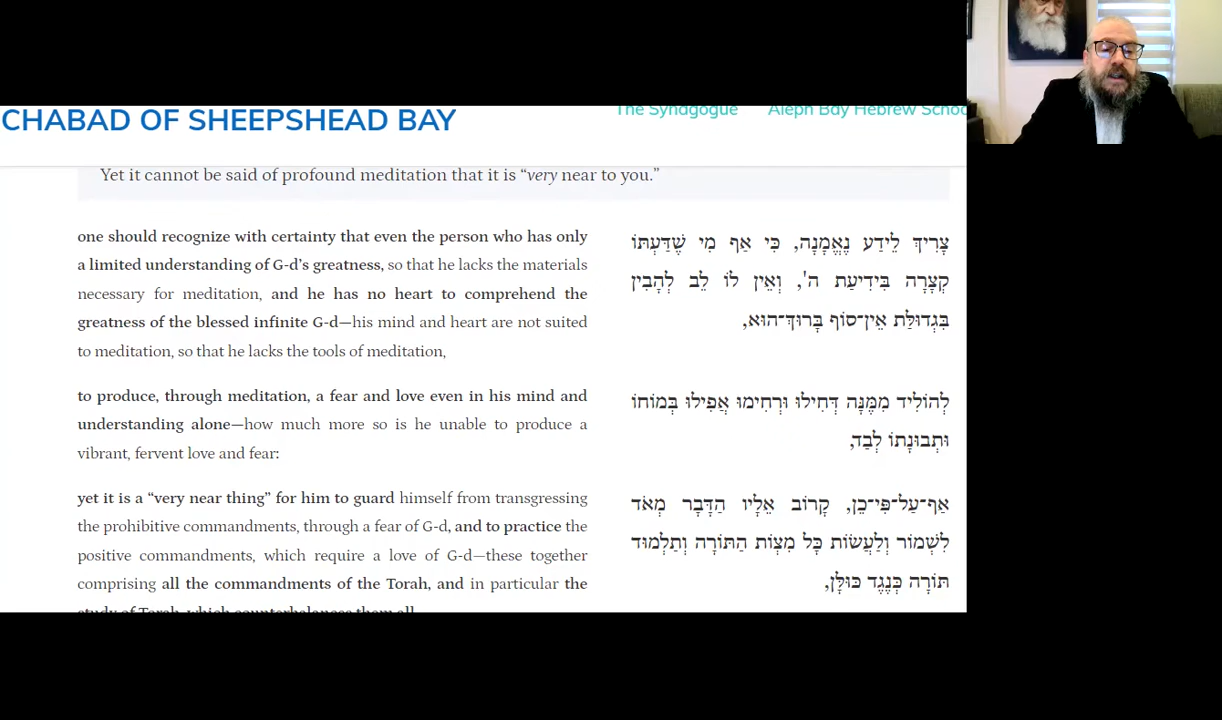 CHABAD OF SHEEPSHEAD BAY
The Synagogue
Aleph Bay Hebrew Schoo
Yet it cannot be said of profound meditation that it is “very near to you.”
one should recognize with certainty that even the person who has only
a limited understanding of G-d’s greatness, so that he lacks the materials
necessary for meditation, and he has no heart to comprehend the
greatness of the blessed infinite G-d—his mind and heart are not suited
to meditation, so that he lacks the tools of meditation,
צָרִיךְ לֵידַע נֶאֱמָנָה, כִּי אַף מִי שֶׁדַּעְתּוֹ
קְצָרָה בִּידִיעַת ה', וְאֵין לוֹ לֵב לְהָבִין
בִּגְדוּלַּת אֵין־סוֹף בָּרוּךְ־הוּא,
to produce, through meditation, a fear and love even in his mind and
understanding alone—how much more so is he unable to produce a
vibrant, fervent love and fear:
לְהוֹלִיד מִמֶּנָּה דְּחִילוּ וּרְחִימוּ אֲפִילוּ בְּמוֹחוֹ
וּתְבוּנָתוֹ לְבַד,
yet it is a “very near thing” for him to guard himself from transgressing
the prohibitive commandments, through a fear of G-d, and to practice the
positive commandments, which require a love of G-d—these together
comprising all the commandments of the Torah, and in particular the
study of Torah, which counterbalances them all
אַף־עַל־פִּי־כֵן, קָרוֹב אֵלָיו הַדָּבָר מְאֹד
לִשְׁמוֹר וְלַעֲשׂוֹת כָּל מִצְוֹת הַתּוֹרָה וְתַלְמוּד
תּוֹרָה כְּנֶגֶד כּוּלָּן,